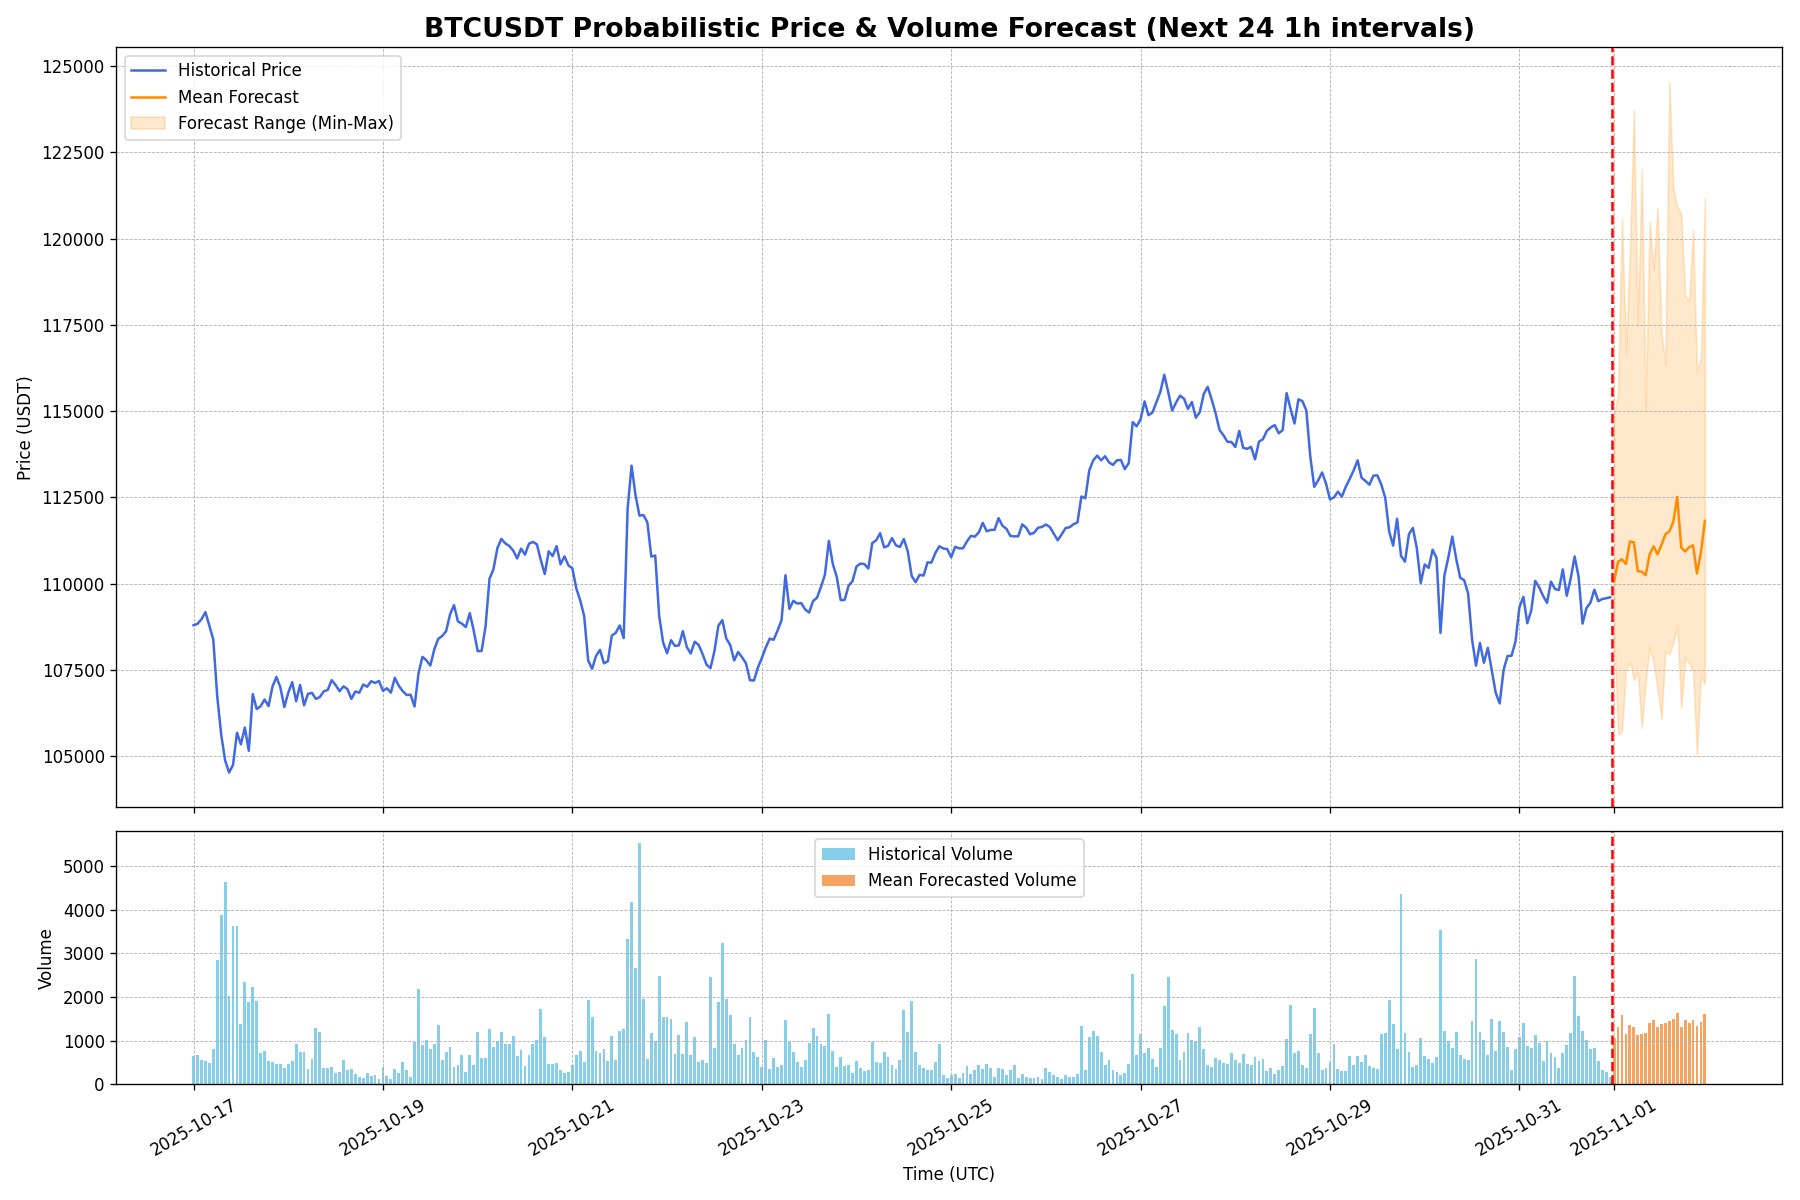 BTCUSDT Probabilistic Price & Volume Forecast (Next 24 1h intervals)
Historical Price
Mean Forecast
Forecast Range (Min-Max)
125000
122500
120000
117500
115000
112500
110000
107500
105000
Price (USDT)
Historical Volume
Mean Forecasted Volume
5000
4000
3000
2000
1000
0
Volume
2025-10-17
2025-10-19
2025-10-21
2025-10-23
2025-10-25
2025-10-27
2025-10-29
2025-10-31
2025-11-01
Time (UTC)